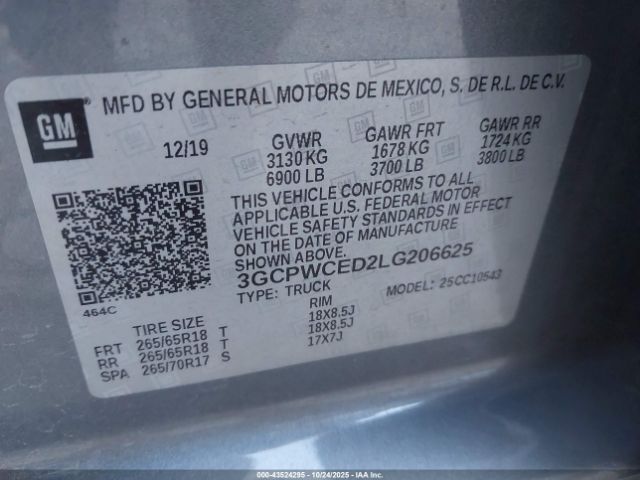 GM
MFD BY GENERAL MOTORS DE MEXICO, S. DE R.L. DE C.V.
12/19 GVWR GAWR FRT GAWR RR
3130 KG 1678 KG 1724 KG
6900 LB 3700 LB 3800 LB
THIS VEHICLE CONFORMS TO ALL
APPLICABLE U.S. FEDERAL MOTOR
VEHICLE SAFETY STANDARDS IN EFFECT
ON THE DATE OF MANUFACTURE
SHOWN ABOVE.
3GCPWCED2LG206625
TYPE: TRUCK MODEL: 25CC10543
464C
TIRE SIZE RIM
FRT 265/65R18 T 18X8.5J
RR 265/65R18 T 18X8.5J
SPA 265/70R17 S 17X7J
© 000-43524295 - 10/24/2025 - IAAI.COM